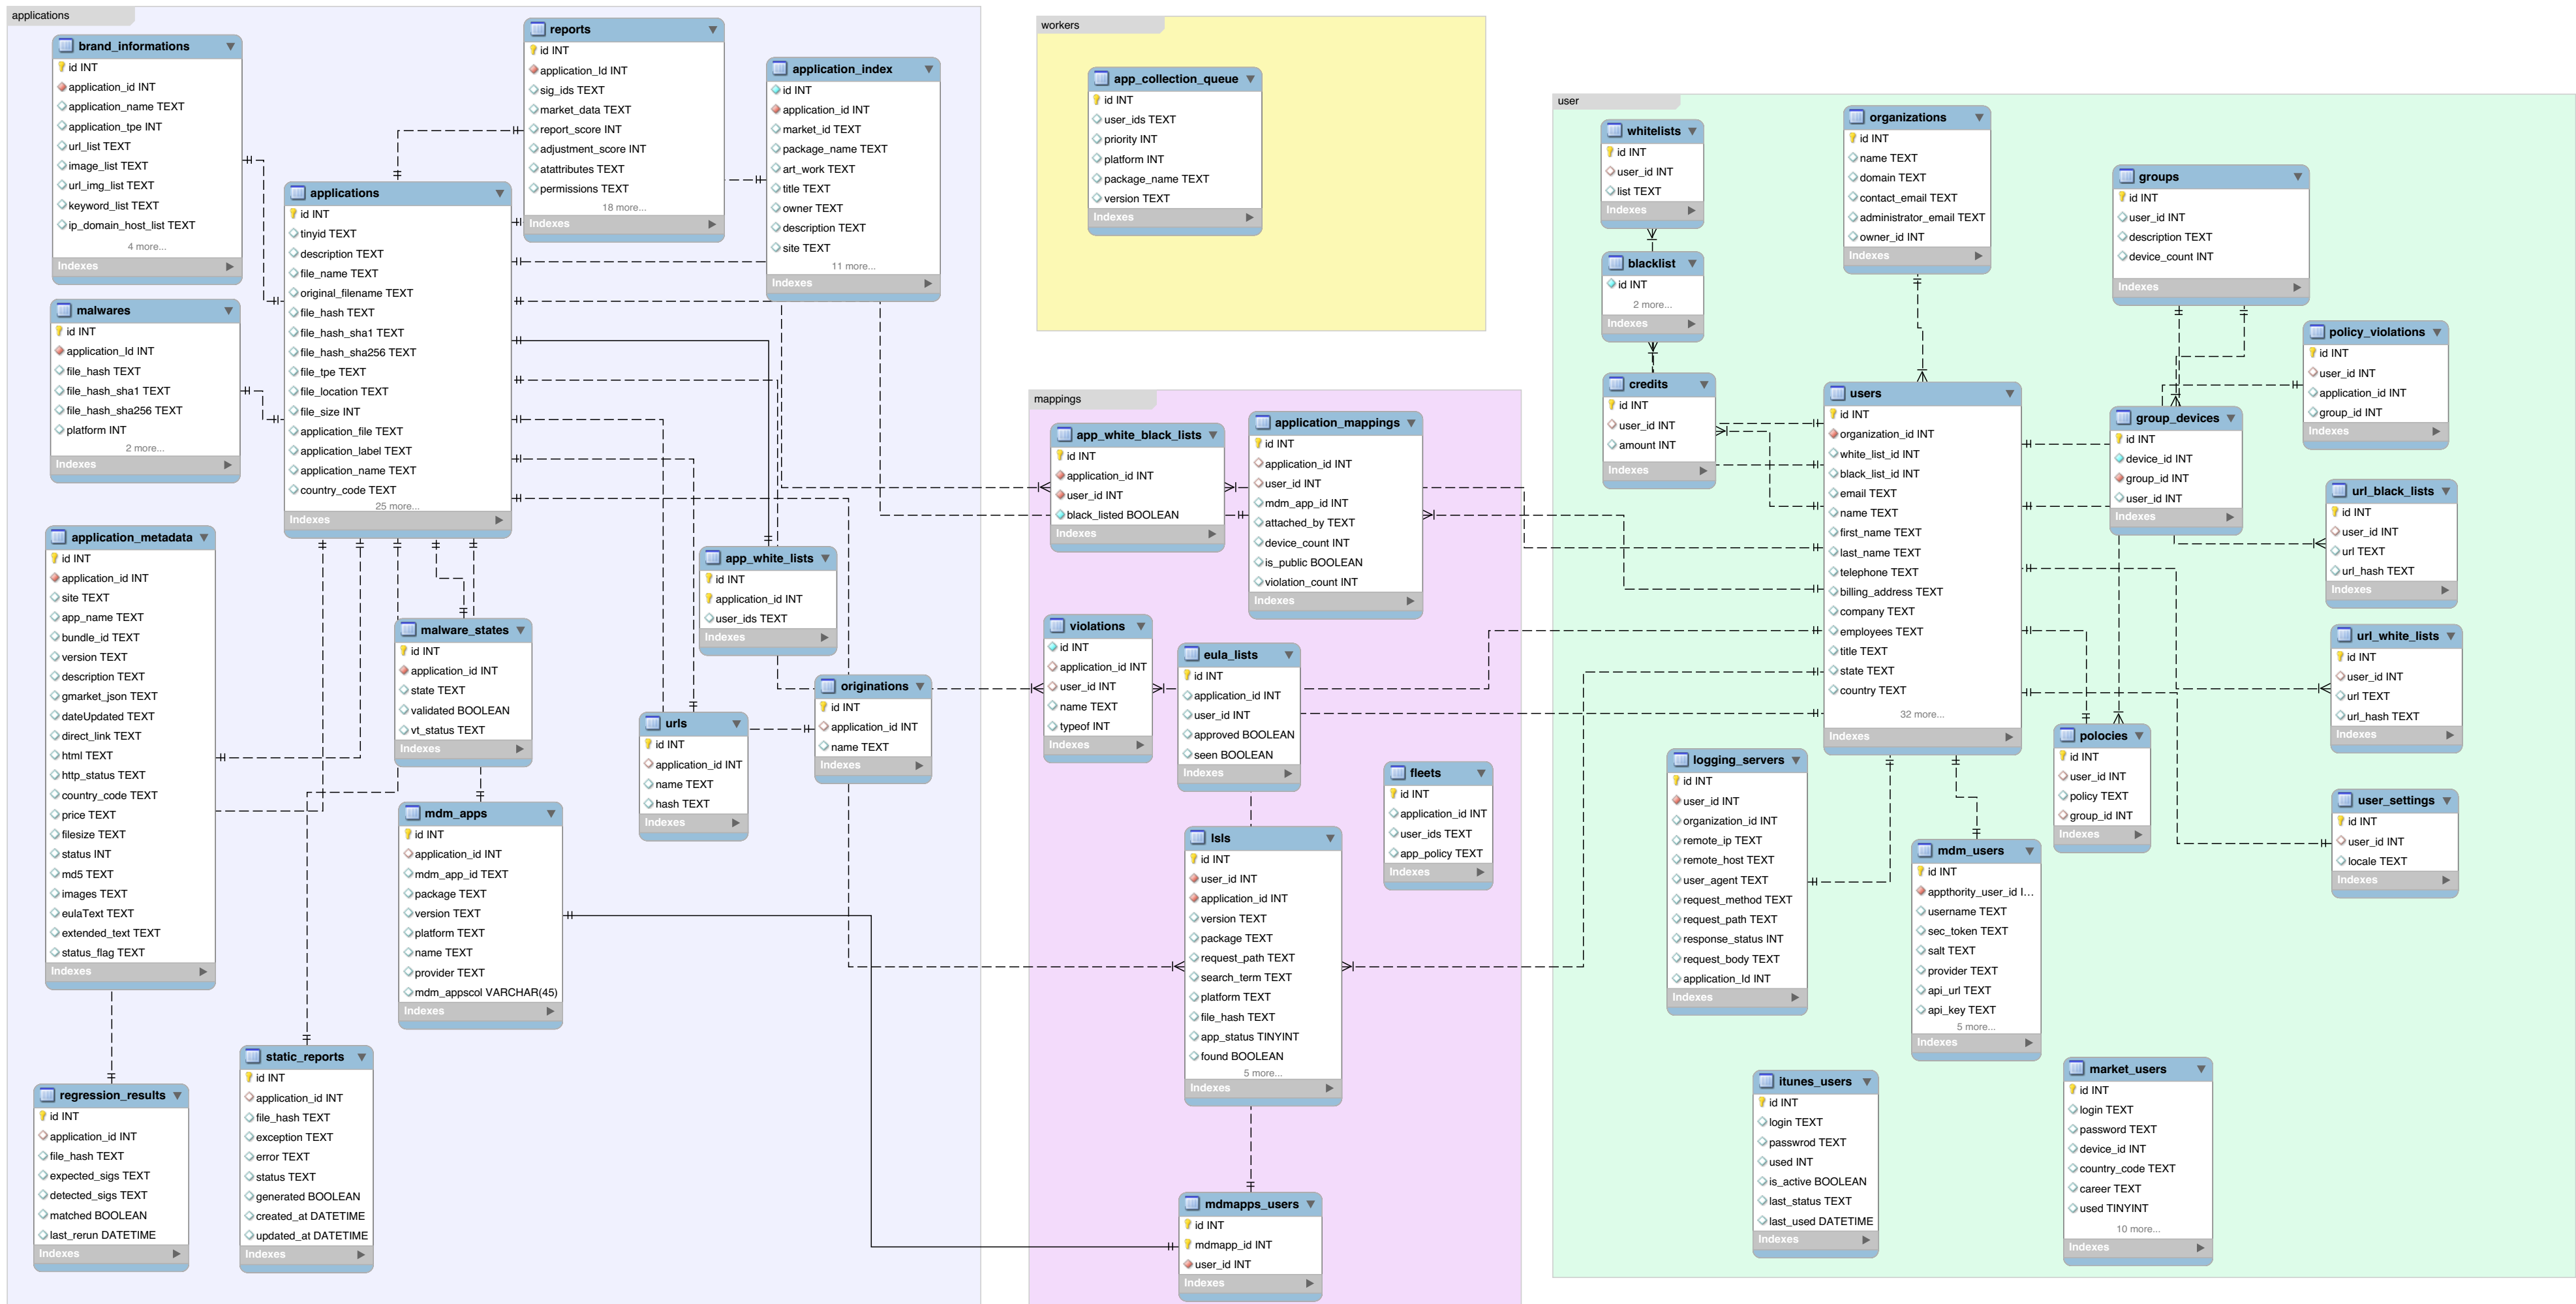 applications
brand_informations
id INT
application_id INT
application_name TEXT
application_tpe INT
url_list TEXT
image_list TEXT
url_img_list TEXT
keyword_list TEXT
ip_domain_host_list TEXT
4 more...
Indexes
malwares
id INT
application_Id INT
file_hash TEXT
file_hash_sha1 TEXT
file_hash_sha256 TEXT
platform INT
2 more...
Indexes
application_metadata
id INT
application_id INT
site TEXT
app_name TEXT
bundle_id TEXT
version TEXT
description TEXT
gmarket_json TEXT
dateUpdated TEXT
direct_link TEXT
html TEXT
http_status TEXT
country_code TEXT
price TEXT
filesize TEXT
status INT
md5 TEXT
images TEXT
eulaText TEXT
extended_text TEXT
status_flag TEXT
Indexes
regression_results
id INT
application_id INT
file_hash TEXT
expected_sigs TEXT
detected_sigs TEXT
matched BOOLEAN
last_rerun DATETIME
Indexes
applications
id INT
tinyid TEXT
description TEXT
file_name TEXT
original_filename TEXT
file_hash TEXT
file_hash_sha1 TEXT
file_hash_sha256 TEXT
file_tpe TEXT
file_location TEXT
file_size INT
application_file TEXT
application_label TEXT
application_name TEXT
country_code TEXT
25 more...
Indexes
static_reports
id INT
application_id INT
file_hash TEXT
exception TEXT
error TEXT
status TEXT
generated BOOLEAN
created_at DATETIME
updated_at DATETIME
Indexes
malware_states
id INT
application_id INT
state TEXT
validated BOOLEAN
vt_status TEXT
Indexes
mdm_apps
id INT
application_id INT
mdm_app_id TEXT
package TEXT
version TEXT
platform TEXT
name TEXT
provider TEXT
mdm_appscol VARCHAR(45)
Indexes
reports
id INT
application_Id INT
sig_ids TEXT
market_data TEXT
report_score INT
adjustment_score INT
atattributes TEXT
permissions TEXT
18 more...
Indexes
application_index
id INT
application_id INT
market_id TEXT
package_name TEXT
art_work TEXT
title TEXT
owner TEXT
description TEXT
site TEXT
11 more...
Indexes
app_white_lists
id INT
application_id INT
user_ids TEXT
Indexes
urls
id INT
application_id INT
name TEXT
hash TEXT
Indexes
originations
id INT
application_id INT
name TEXT
Indexes
workers
app_collection_queue
id INT
user_ids TEXT
priority INT
platform INT
package_name TEXT
version TEXT
Indexes
mappings
app_white_black_lists
id INT
application_id INT
user_id INT
black_listed BOOLEAN
Indexes
application_mappings
id INT
application_id INT
user_id INT
mdm_app_id INT
attached_by TEXT
device_count INT
is_public BOOLEAN
violation_count INT
Indexes
violations
id INT
application_id INT
user_id INT
name TEXT
typeof INT
Indexes
eula_lists
id INT
application_id INT
user_id INT
approved BOOLEAN
seen BOOLEAN
Indexes
fleets
id INT
application_id INT
user_ids TEXT
app_policy TEXT
Indexes
lsls
id INT
user_id INT
application_id INT
version TEXT
package TEXT
request_path TEXT
search_term TEXT
platform TEXT
file_hash TEXT
app_status TINYINT
found BOOLEAN
5 more...
Indexes
mdmapps_users
id INT
mdmapp_id INT
user_id INT
Indexes
user
whitelists
id INT
user_id INT
list TEXT
Indexes
blacklist
id INT
2 more...
Indexes
credits
id INT
user_id INT
amount INT
Indexes
organizations
id INT
name TEXT
domain TEXT
contact_email TEXT
administrator_email TEXT
owner_id INT
Indexes
users
id INT
organization_id INT
white_list_id INT
black_list_id INT
email TEXT
name TEXT
first_name TEXT
last_name TEXT
telephone TEXT
billing_address TEXT
company TEXT
employees TEXT
title TEXT
state TEXT
country TEXT
32 more...
Indexes
groups
id INT
user_id INT
description TEXT
device_count INT
Indexes
policy_violations
id INT
user_id INT
application_id INT
group_id INT
Indexes
group_devices
id INT
device_id INT
group_id INT
user_id INT
Indexes
url_black_lists
id INT
user_id INT
url TEXT
url_hash TEXT
Indexes
url_white_lists
id INT
user_id INT
url TEXT
url_hash TEXT
Indexes
polocies
id INT
user_id INT
policy TEXT
group_id INT
Indexes
user_settings
id INT
user_id INT
locale TEXT
Indexes
logging_servers
id INT
user_id INT
organization_id INT
remote_ip TEXT
remote_host TEXT
user_agent TEXT
request_method TEXT
request_path TEXT
response_status INT
request_body TEXT
application_Id INT
Indexes
mdm_users
id INT
appthority_user_id I...
username TEXT
sec_token TEXT
salt TEXT
provider TEXT
api_url TEXT
api_key TEXT
5 more...
Indexes
itunes_users
id INT
login TEXT
passwrod TEXT
used INT
is_active BOOLEAN
last_status TEXT
last_used DATETIME
Indexes
market_users
id INT
login TEXT
password TEXT
device_id INT
country_code TEXT
career TEXT
used TINYINT
10 more...
Indexes